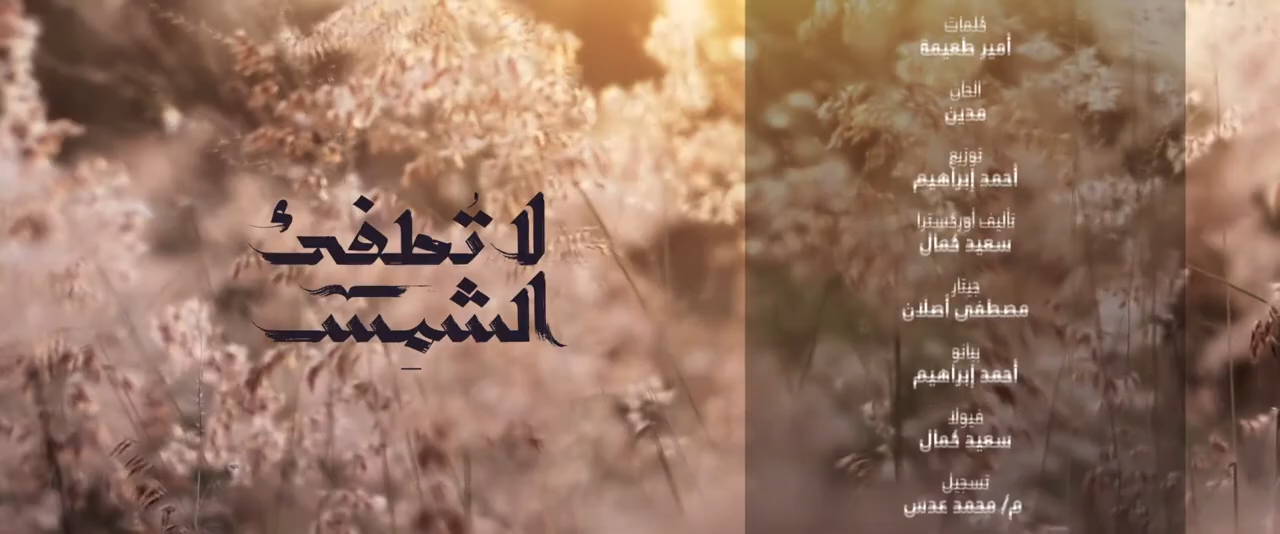 لا تُطفئ
الشمس
كلمات
أمير طعيمة
ألحان
مدين
توزيع
أحمد إبراهيم
تأليف أوركسترا
سعيد كمال
جيتار
مصطفى أصلان
بيانو
أحمد إبراهيم
فيولا
سعيد كمال
تسجيل
م/ محمد عدس